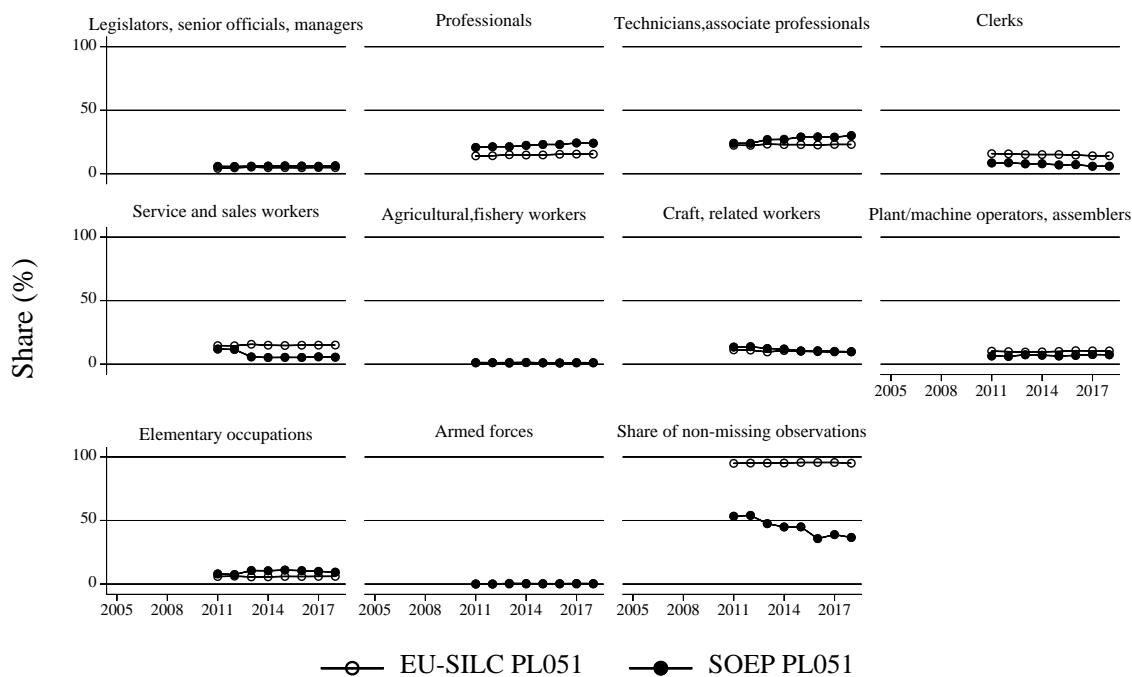 Legislators, senior officials, managers
Professionals
Technicians,associate professionals
Clerks
100
50
0
Service and sales workers
Agricultural,fishery workers
Craft, related workers
Plant/machine operators, assemblers
100
50
0
2005 2008 2011 2014 2017
Elementary occupations
Armed forces
Share of non-missing observations
100
50
0
2005 2008 2011 2014 2017
2005 2008 2011 2014 2017
2005 2008 2011 2014 2017
Share (%)
EU-SILC PL051
SOEP PL051